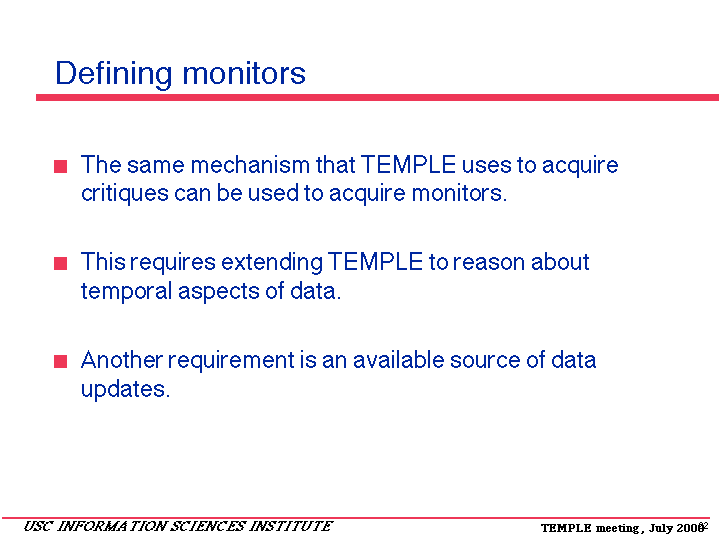 Defining monitors
The same mechanism that TEMPLE uses to acquire
critiques can be used to acquire monitors.
This requires extending TEMPLE to reason about
temporal aspects of data.
Another requirement is an available source of data
updates.
USC INFORMATION SCIENCES INSTITUTE
TEMPLE meeting, July 2000